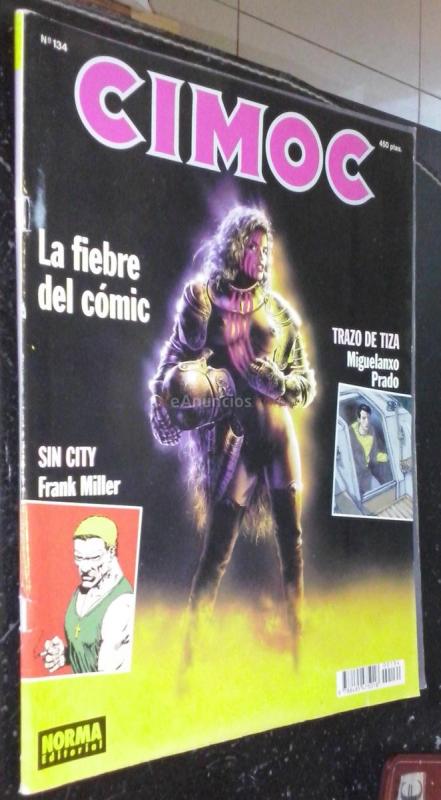 Nº 134
CIMOC
450 ptas.
La fiebre
del cómic
TRAZO DE TIZA
Miguelanxo
Prado
eAnuncios
SIN CITY
Frank Miller
NORMA
Editorial